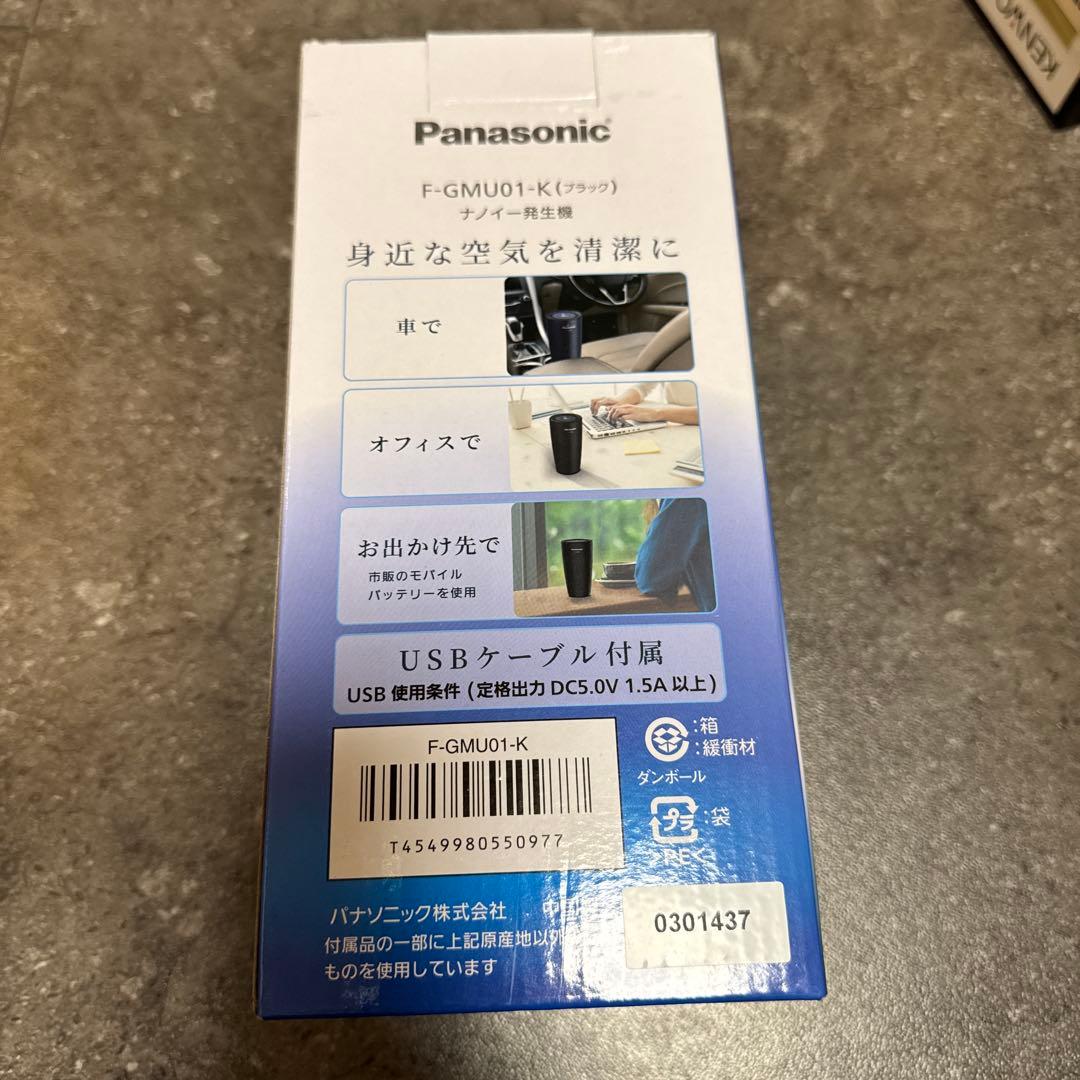 KENWO
Panasonic
F-GMU01-K(ブラック)
ナノイー発生機
身近な空気を清潔に
車で
オフィスで
お出かけ先で
市販のモバイル
バッテリーを使用
USBケーブル付属
USB 使用条件 (定格出力 DC5.0V 1.5A 以上)
F-GMU01-K
T4549980550977
:箱
:緩衝材
ダンボール
プラ
:袋
PE
パナソニック株式会社 中
0301437
付属品の一部に上記原産地以外
ものを使用しています